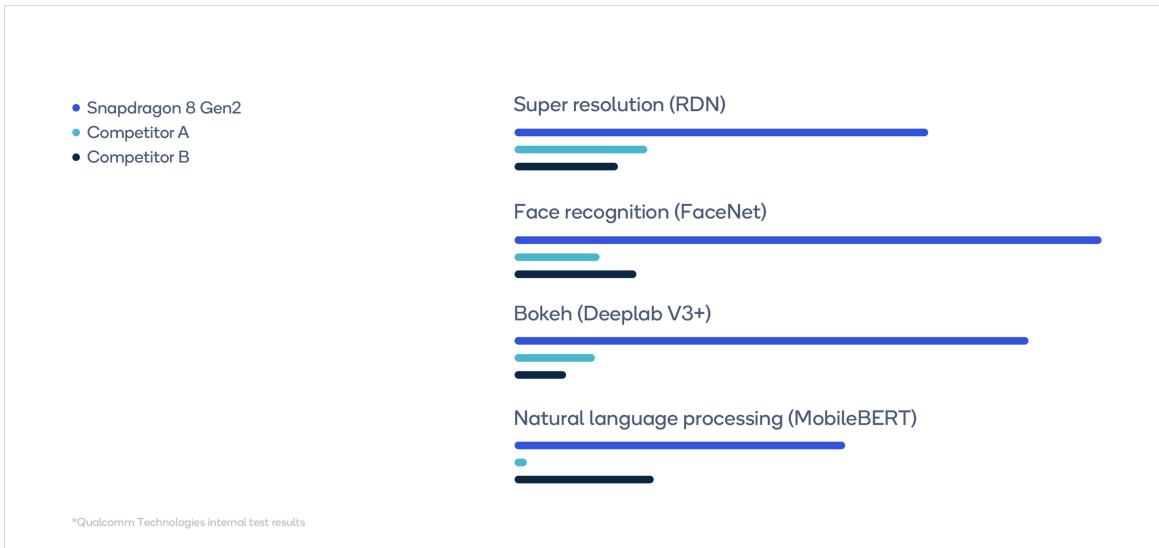 Snapdragon 8 Gen2
Competitor A
Competitor B
Super resolution (RDN)
Face recognition (FaceNet)
Bokeh (Deeplab V3+)
Natural language processing (MobileBERT)
*Qualcomm Technologies internal test results